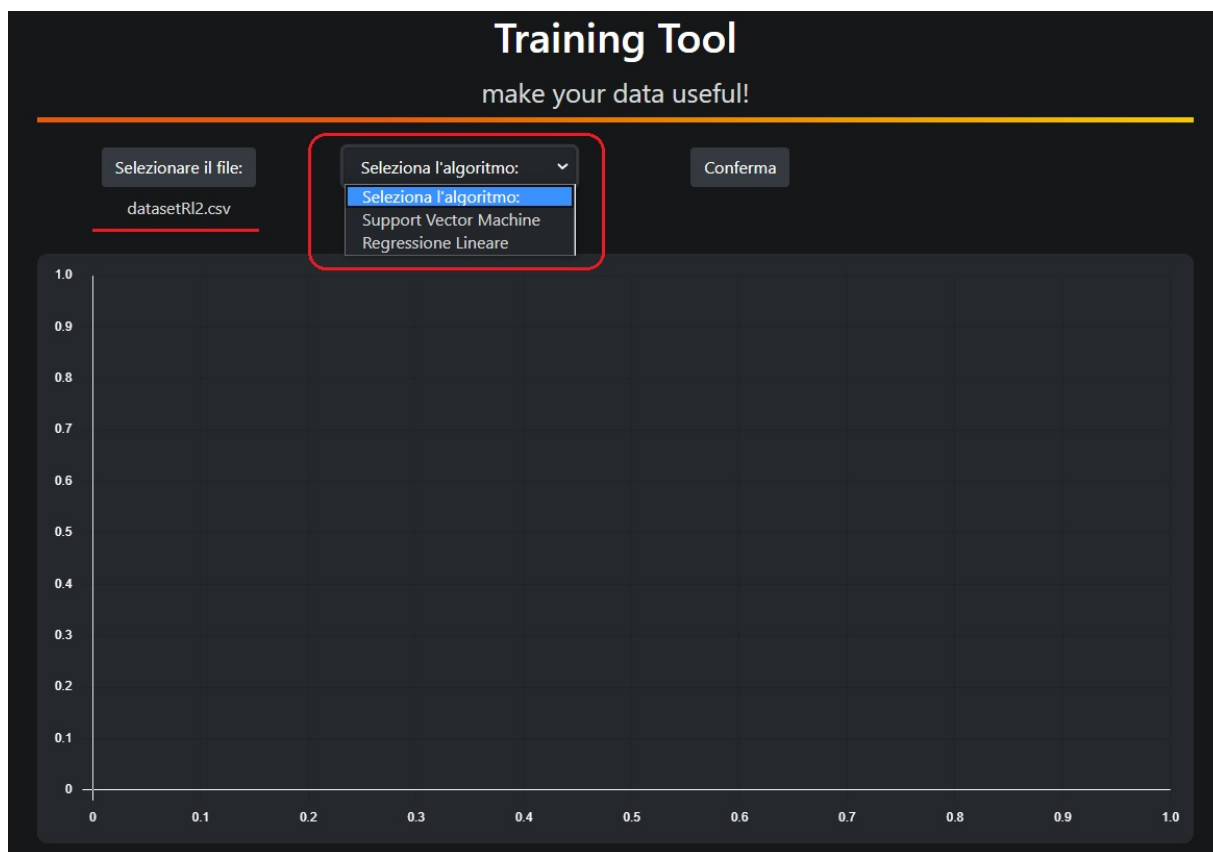 Training Tool
make your data useful!
Selezionare il file:
Seleziona l'algoritmo:
Conferma
datasetRl2.csv
Seleziona l'algoritmo:
Support Vector Machine
Regressione Lineare
1.0
0.9
0.8
0.7
0.6
0.5
0.4
0.3
0.2
0.1
0
0 0.1 0.2 0.3 0.4 0.5 0.6 0.7 0.8 0.9 1.0